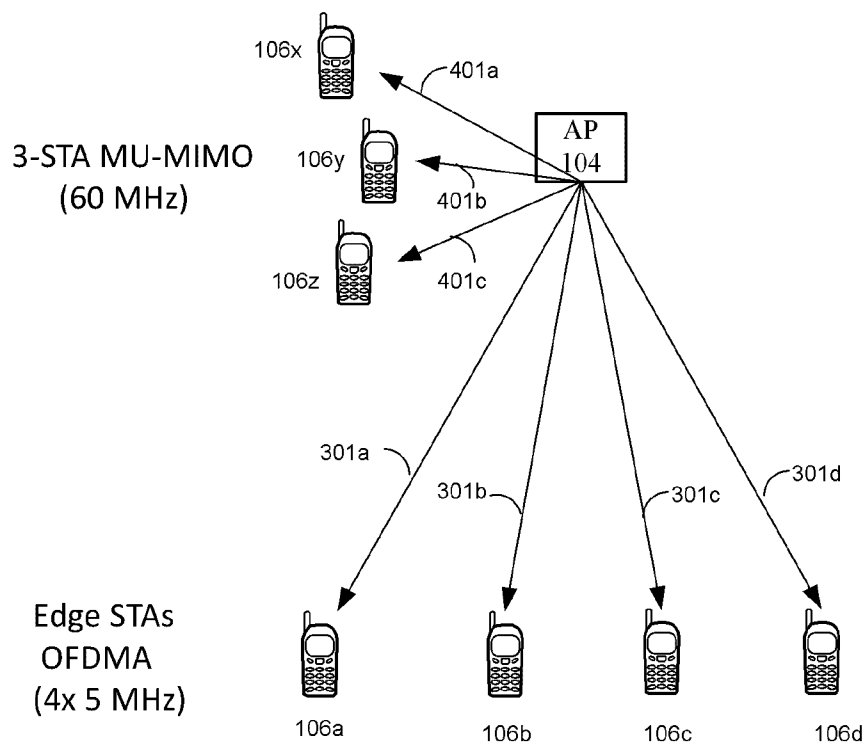 106x
401a
AP
104
3-STA MU-MIMO
(60 MHz)
106y
401b
106z
401c
301a
301b
301c
301d
Edge STAs
OFDMA
(4x 5 MHz)
106a
106b
106c
106d